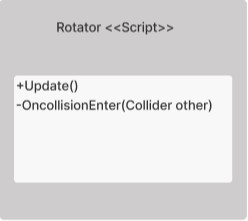 Rotator <<Script>>
+Update()
-OncollisionEnter(Collider other)